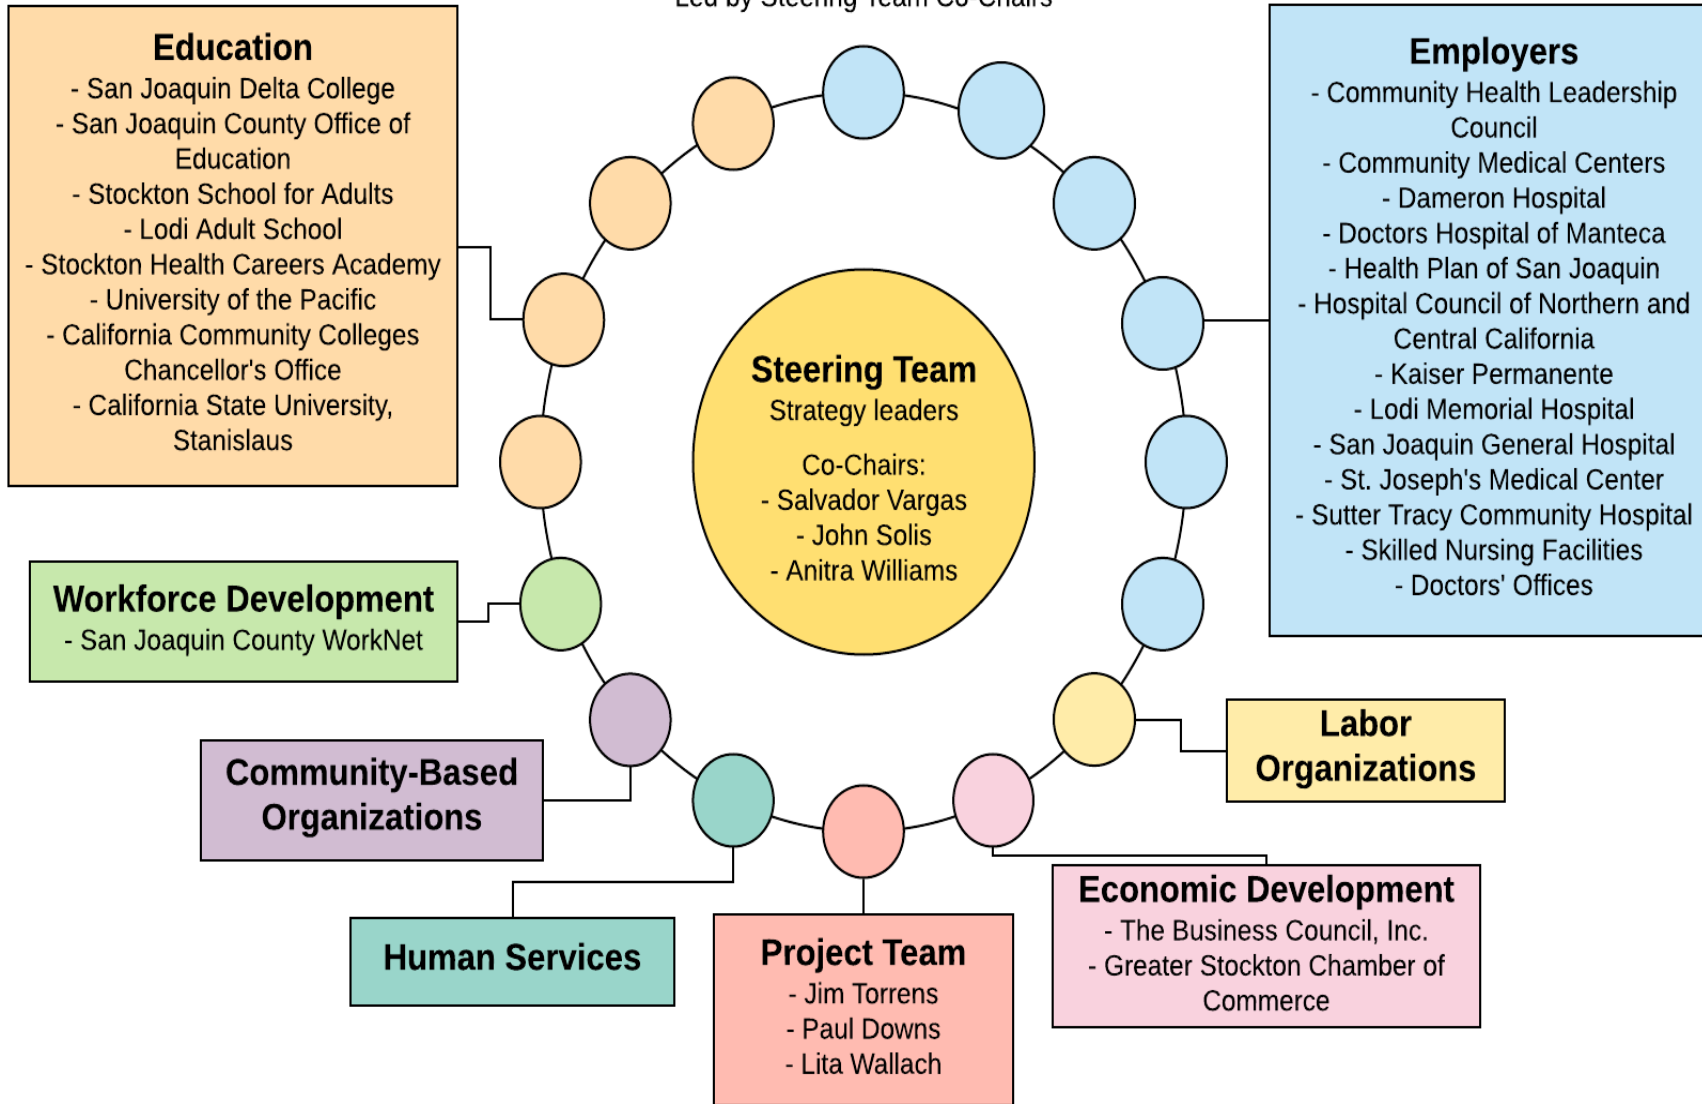 Led by Steering Team Co-Chairs
Education
- San Joaquin Delta College
- San Joaquin County Office of
Education
- Stockton School for Adults
- Lodi Adult School
- Stockton Health Careers Academy
- University of the Pacific
- California Community Colleges
Chancellor's Office
- California State University,
Stanislaus
Employers
- Community Health Leadership
Council
- Community Medical Centers
- Dameron Hospital
- Doctors Hospital of Manteca
- Health Plan of San Joaquin
- Hospital Council of Northern and
Central California
- Kaiser Permanente
- Lodi Memorial Hospital
- San Joaquin General Hospital
- St. Joseph's Medical Center
- Sutter Tracy Community Hospital
- Skilled Nursing Facilities
- Doctors' Offices
Steering Team
Strategy leaders
Co-Chairs:
- Salvador Vargas
- John Solis
- Anitra Williams
Workforce Development
- San Joaquin County WorkNet
Community-Based
Organizations
Labor
Organizations
Human Services
Project Team
- Jim Torrens
- Paul Downs
- Lita Wallach
Economic Development
- The Business Council, Inc.
- Greater Stockton Chamber of
Commerce